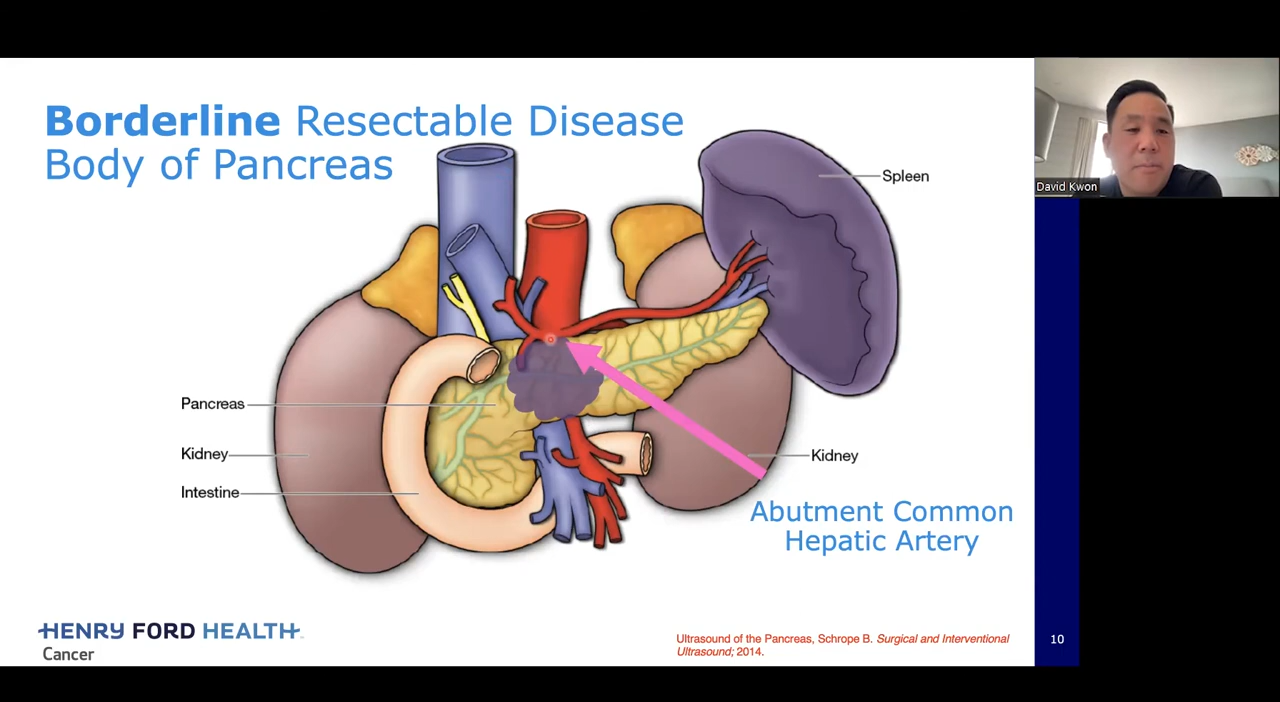 Borderline Resectable Disease
Body of Pancreas
Spleen
David Kwon
Pancreas
Kidney
Intestine
Kidney
Abutment Common
Hepatic Artery
HENRY FORD HEALTH
Cancer
Ultrasound of the Pancreas, Schrope B. Surgical and Interventional
Ultrasound; 2014.
10